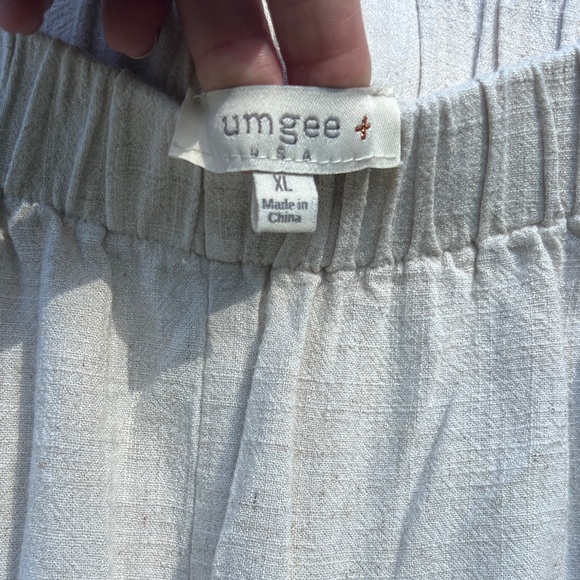 umgee +
USA
XL
Made in
China